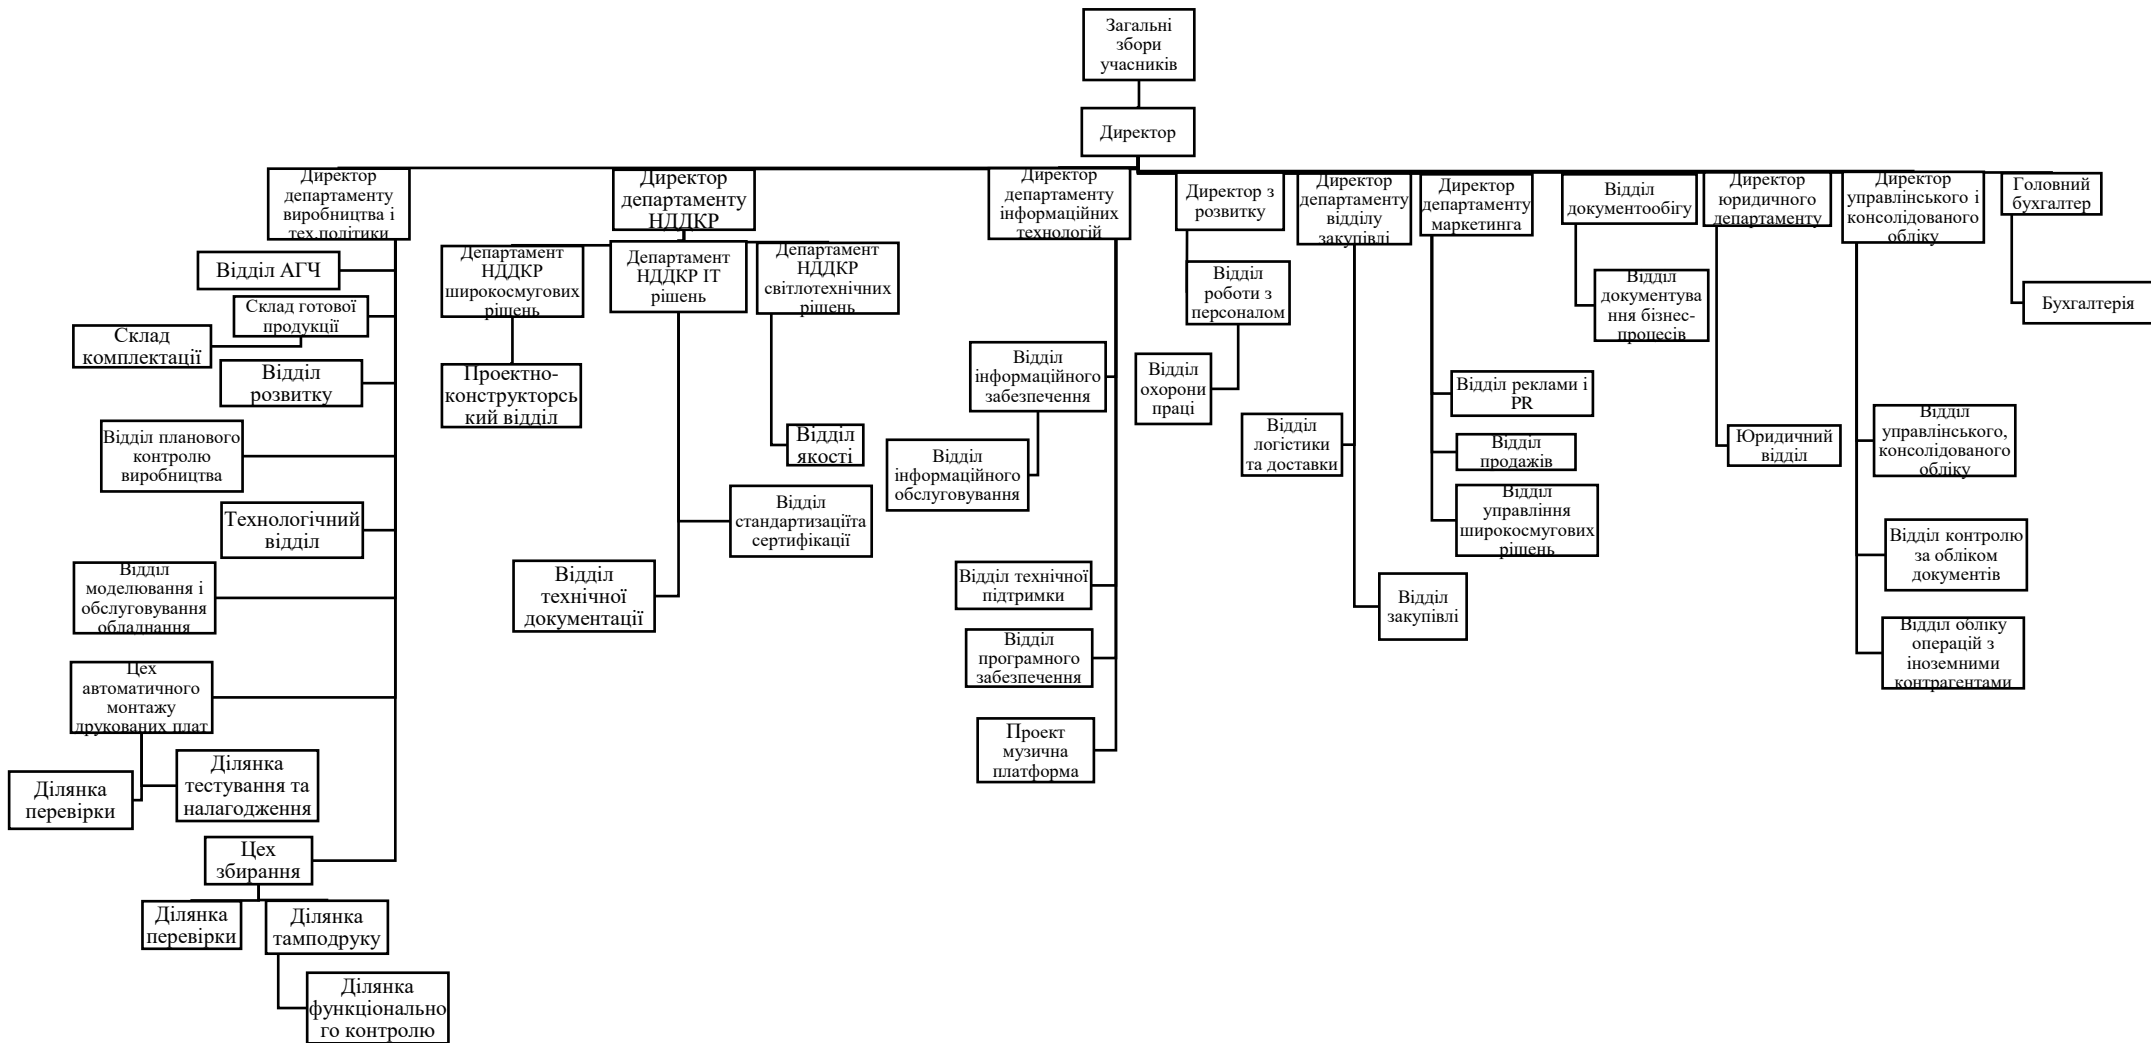 Загальні
збори
учасників
Директор
Директор
департаменту
виробництва і
тех.політики
Директор
департаменту
НДДКР
Директор
департаменту
інформаційних
технологій
Директор з
розвитку
Директор
департаменту
відділу
закупівлі
Директор
департаменту
маркетинга
Відділ
документообігу
Директор
юридичного
департаменту
Директор
управлінського і
консолідованого
обліку
Головний
бухгалтер
Відділ АГЧ
Склад готової
продукції
Склад
комплектації
Відділ
розвитку
Відділ планового
контролю
виробництва
Технологічний
відділ
Відділ
моделювання і
обслуговування
обладнання
Цех
автоматичного
монтажу
друкованих плат
Ділянка
тестування та
налагодження
Ділянка
перевірки
Цех
збирання
Ділянка
перевірки
Ділянка
тамподруку
Ділянка
функціонально
го контролю
Департамент
НДДКР
широкосмугових
рішень
Департамент
НДДКР ІТ
рішень
Департамент
НДДКР
світлотехнічних
рішень
Проектно-
конструкторсь
кий відділ
Відділ
якості
Відділ
стандартизаціїта
сертифікації
Відділ
технічної
документації
Відділ
інформаційного
забезпечення
Відділ
інформаційного
обслуговування
Відділ технічної
підтримки
Відділ
програмного
забезпечення
Проект
музична
платформа
Відділ
роботи з
персоналом
Відділ
охорони
праці
Відділ
логістики
та доставки
Відділ
закупівлі
Відділ реклами і
PR
Відділ
продажів
Відділ
управління
широкосмугових
рішень
Відділ
документува
ння бізнес-
процесів
Юридичний
відділ
Відділ
управлінського,
консолідованого
обліку
Відділ контролю
за обліком
документів
Відділ обліку
операцій з
іноземними
контрагентами
Бухгалтерія